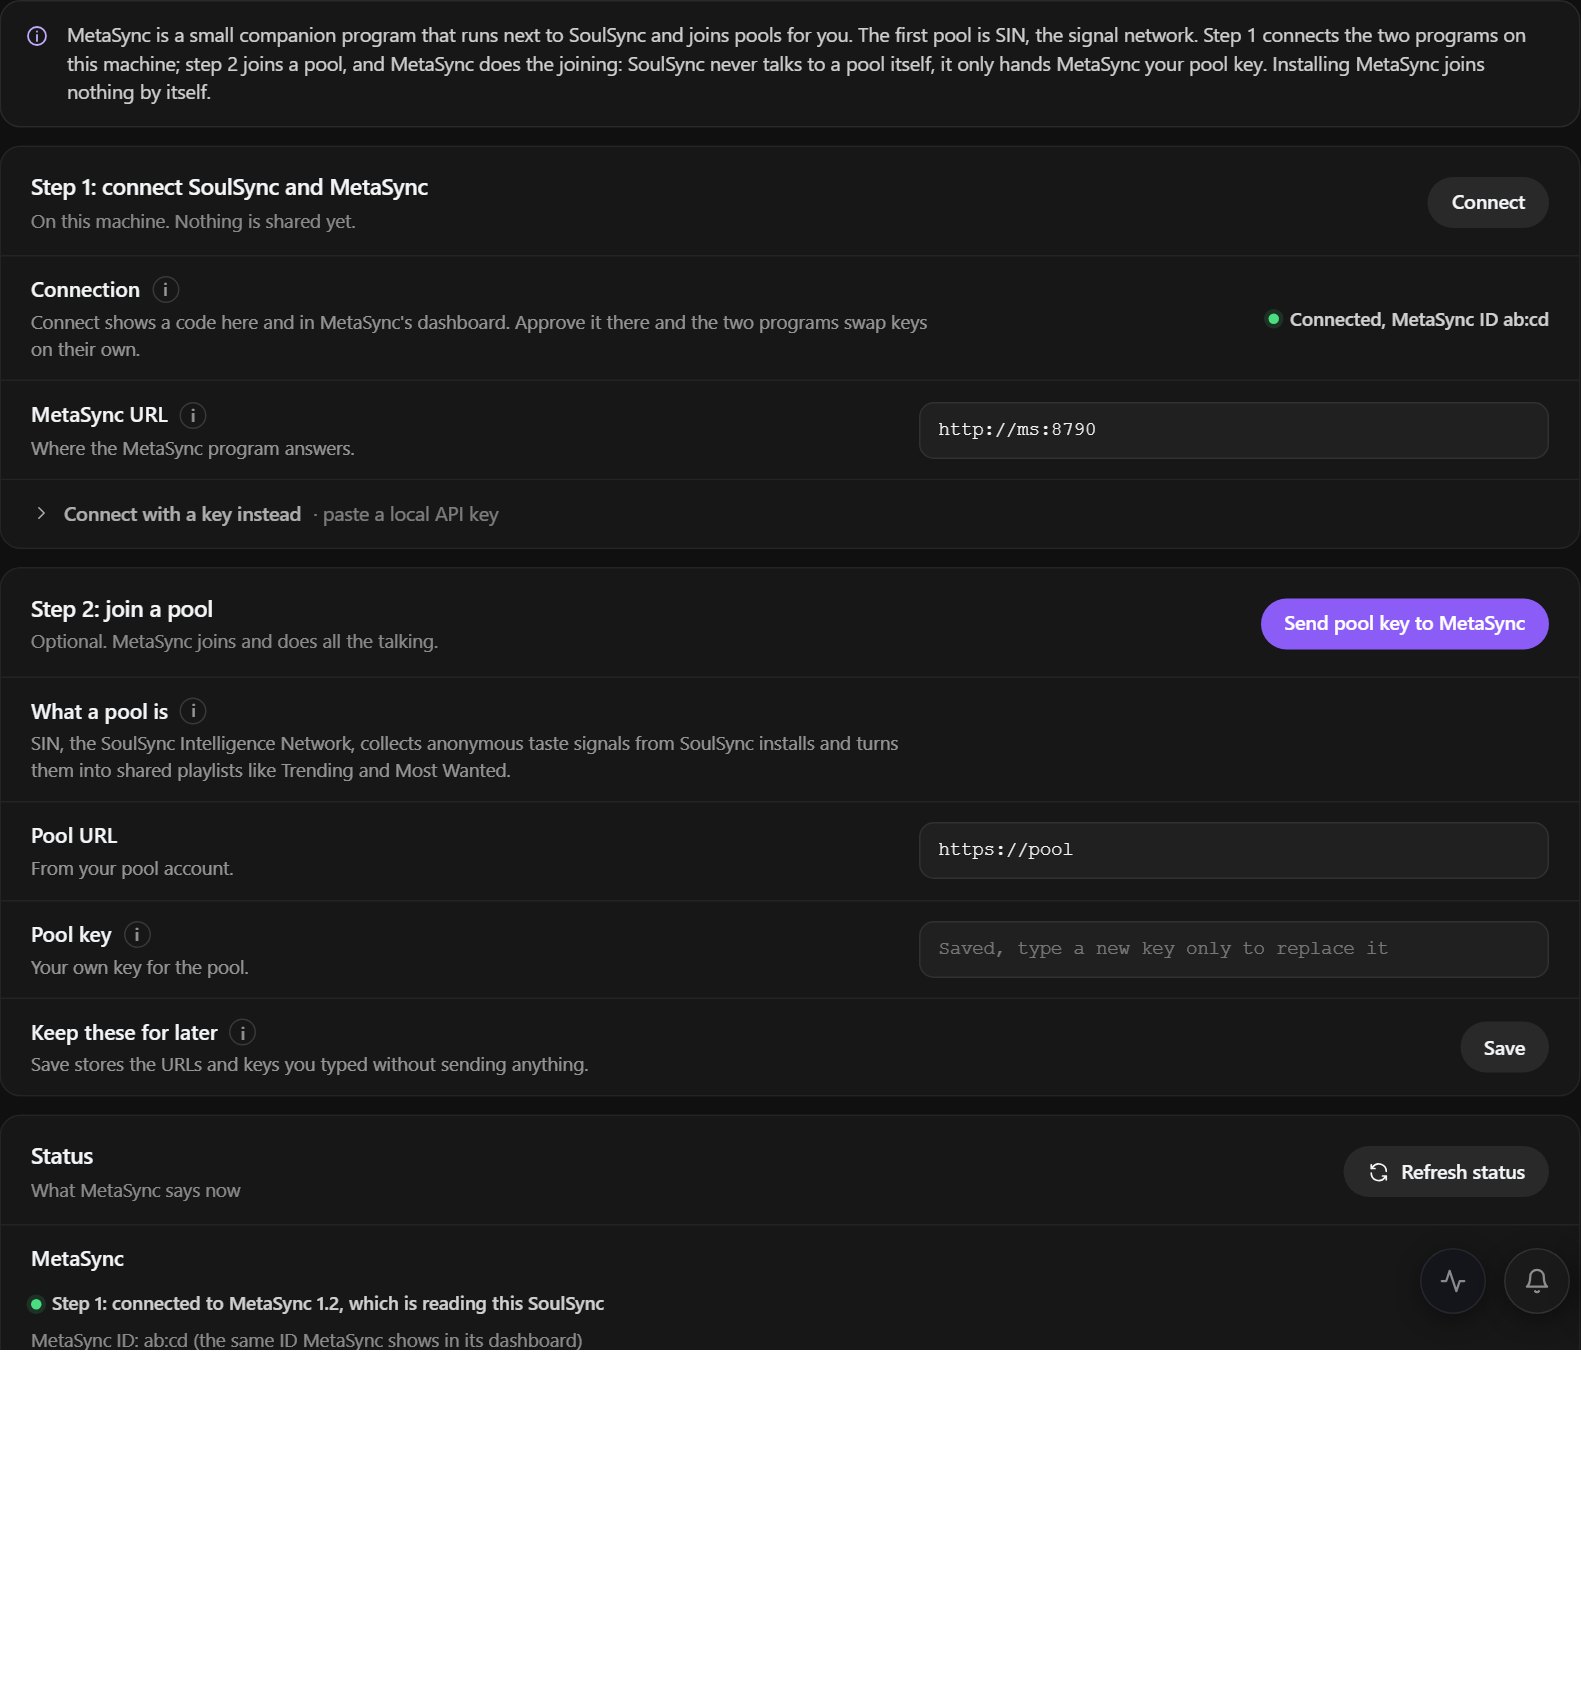 MetaSync is a small companion program that runs next to SoulSync and joins pools for you. The first pool is SIN, the signal network. Step 1 connects the two programs on
this machine; step 2 joins a pool, and MetaSync does the joining: SoulSync never talks to a pool itself, it only hands MetaSync your pool key. Installing MetaSync joins
nothing by itself.
Step 1: connect SoulSync and MetaSync
On this machine. Nothing is shared yet.
Connect
Connection
Connect shows a code here and in MetaSync's dashboard. Approve it there and the two programs swap keys
on their own.
Connected, MetaSync ID ab:cd
MetaSync URL
Where the MetaSync program answers.
http://ms:8790
Connect with a key instead · paste a local API key
Step 2: join a pool
Optional. MetaSync joins and does all the talking.
Send pool key to MetaSync
What a pool is
SIN, the SoulSync Intelligence Network, collects anonymous taste signals from SoulSync installs and turns
them into shared playlists like Trending and Most Wanted.
Pool URL
From your pool account.
https://pool
Pool key
Your own key for the pool.
Saved, type a new key only to replace it
Keep these for later
Save stores the URLs and keys you typed without sending anything.
Save
Status
What MetaSync says now
Refresh status
MetaSync
Step 1: connected to MetaSync 1.2, which is reading this SoulSync
MetaSync ID: ab:cd (the same ID MetaSync shows in its dashboard)